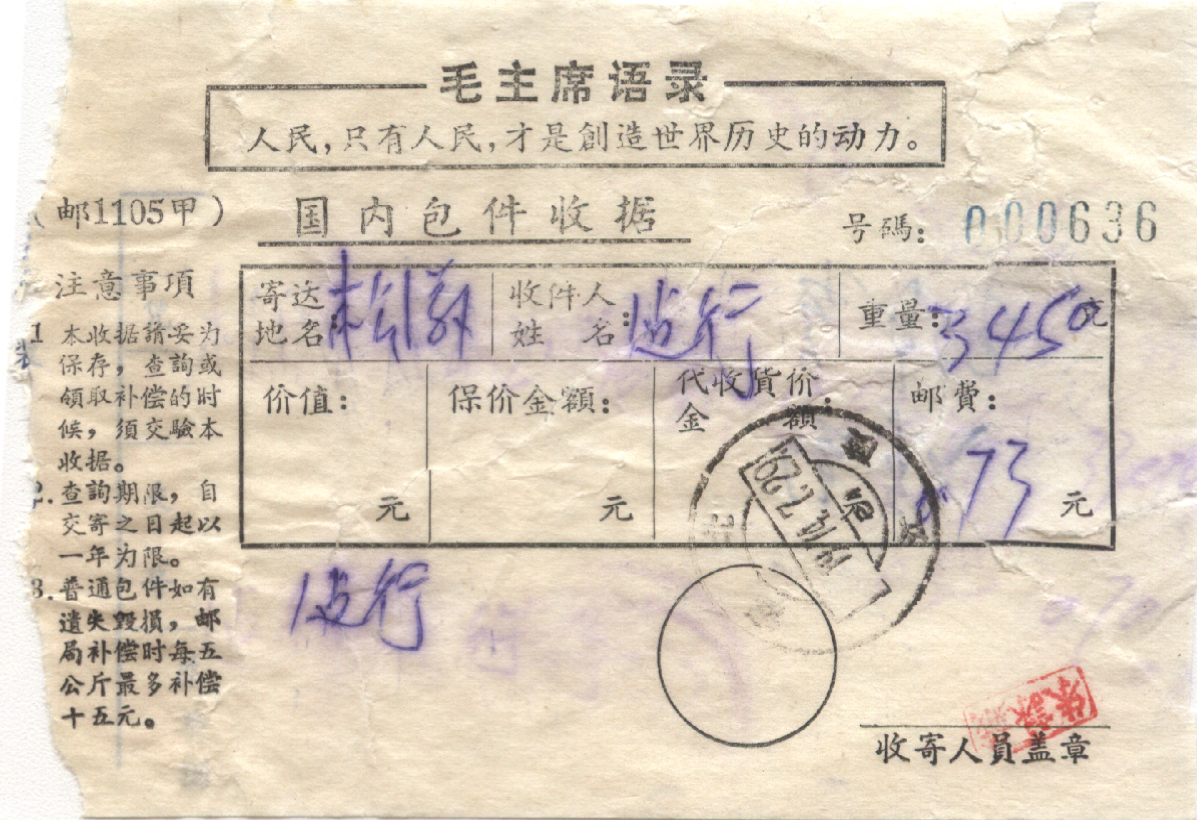 毛主席语录
人民,只有人民,才是創造世界历史的动力。
(邮1105甲)
国内包件收据
号碼: 000636
注意事項
1 本收据請妥为
保存,查詢或
領取补偿的时
候,須交驗本
收据。
2. 查詢期限,自
交寄之日起以
一年为限。
3. 普通包件如有
遗失毀損,邮
局补偿时每五
公斤最多补偿
十五元。
寄达
地名
收件人
姓名:
重量: 345克
价值:
元
保价金額:
元
代收貨价
金額:
邮費:
.73 元
收寄人员盖章